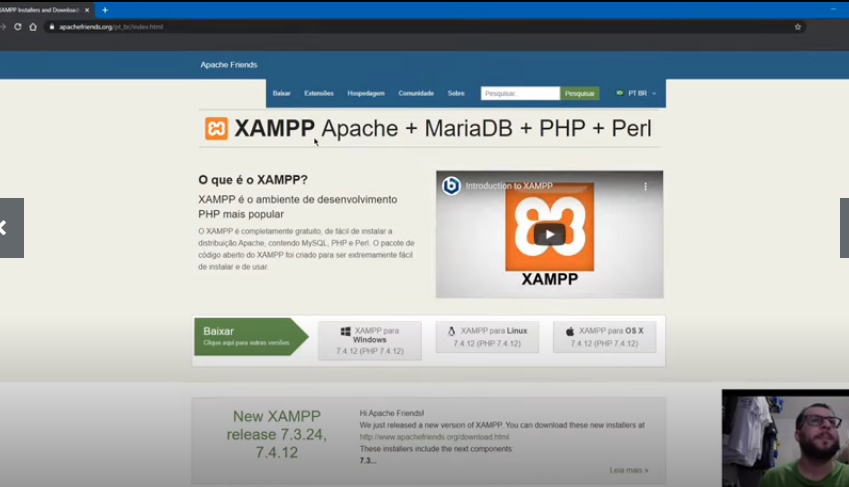 XAMPP Installers and Download
apachefriends.org/pt_br/index.html
Apache Friends
Baixar Extensões Hospedagem Comunidade Sobre Pesquisar... Pesquisar PT BR
XAMPP Apache + MariaDB + PHP + Perl
O que é o XAMPP?
XAMPP é o ambiente de desenvolvimento
PHP mais popular
O XAMPP é completamente gratuito, de fácil de instalar a
distribuição Apache, contendo MySQL, PHP e Perl. O pacote de
código aberto do XAMPP foi criado para ser extremamente fácil
de instalar e de usar.
Introduction to XAMPP
XAMPP
Baixar
Clique aqui para outras versões
XAMPP para
Windows
7.4.12 (PHP 7.4.12)
XAMPP para Linux
7.4.12 (PHP 7.4.12)
XAMPP para OS X
7.4.12 (PHP 7.4.12)
New XAMPP
release 7.3.24,
7.4.12
Hi Apache Friends!
We just released a new version of XAMPP. You can download these new installers at
http://www.apachefriends.org/download.html
These installers include the next components:
7.3...
Leia mais »